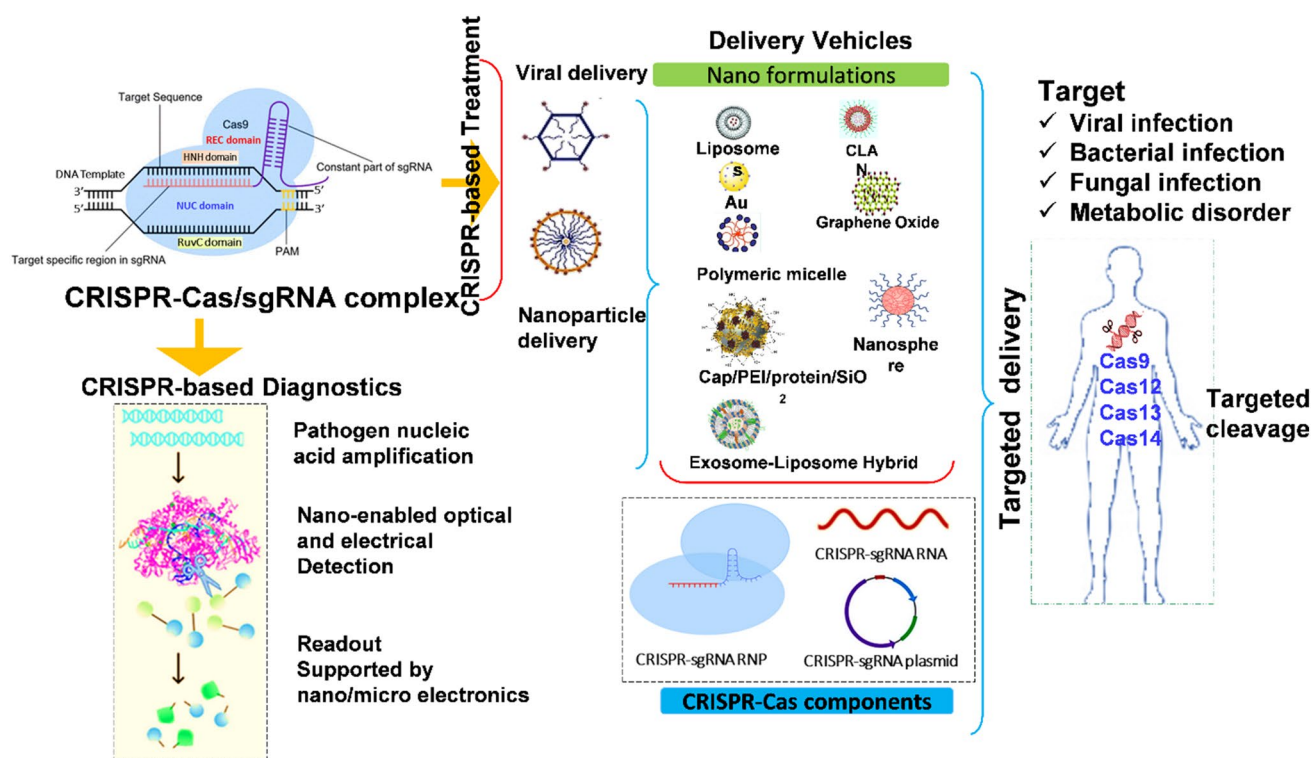 Target Sequence
Cas9
REC domain
HNH domain
Constant part of sgRNA
DNA Template
3'
5'
5'
3'
NUC domain
RuvC domain
PAM
Target specific region in sgRNA
CRISPR-Cas/sgRNA complex
CRISPR-based Diagnostics
Pathogen nucleic
acid amplification
Nano-enabled optical
and electrical
Detection
Readout
Supported by
nano/micro electronics
CRISPR-based Treatment
Viral delivery
Nanoparticle
delivery
Delivery Vehicles
Nano formulations
Liposome
s
CLA
N
Au
Graphene Oxide
Polymeric micelle
Nanosphe
re
Cap/PEI/protein/SiO
2
Exosome-Liposome Hybrid
CRISPR-sgRNA RNP
CRISPR-sgRNA RNA
CRISPR-sgRNA plasmid
CRISPR-Cas components
Targeted delivery
Target
✓ Viral infection
✓ Bacterial infection
✓ Fungal infection
✓ Metabolic disorder
Cas9
Cas12
Cas13
Cas14
Targeted
cleavage